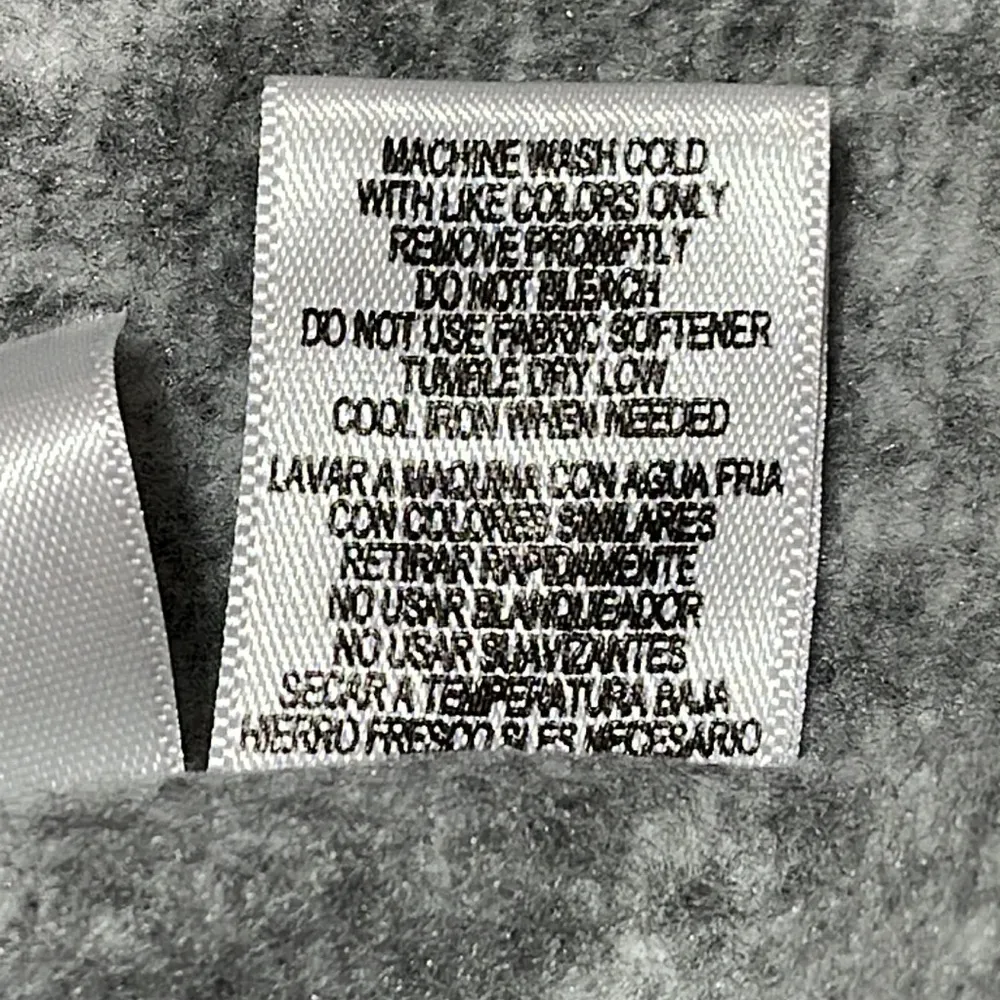 MACHINE WASH COLD
WITH LIKE COLORS ONLY
REMOVE PROMPTLY
DO NOT BLEACH
DO NOT USE FABRIC SOFTENER
TUMBLE DRY LOW
COOL IRON WHEN NEEDED
LAVAR A MAQUINA CON AGUA FRIA
CON COLORES SIMILARES
RETIRAR RAPIDAMENTE
NO USAR BLANQUEADOR
NO USAR SUAVIZANTES
SECAR A TEMPERATURA BAJA
HIERRO FRESCO SI ES NECESARIO